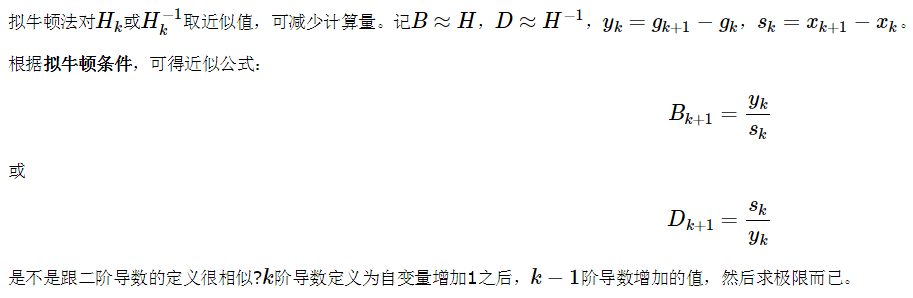 拟牛顿法对$H_k$或$H_k^{-1}$取近似值，可减少计算量。记$B \approx H$，$D \approx H^{-1}$，$y_k = g_{k+1} - g_k$，$s_k = x_{k+1} - x_k$。
根据拟牛顿条件，可得近似公式：
$$B_{k+1} = \frac{y_k}{s_k}$$
或
$$D_{k+1} = \frac{s_k}{y_k}$$
是不是跟二阶导数的定义很相似?$k$阶导数定义为自变量增加1之后，$k-1$阶导数增加的值，然后求极限而已。